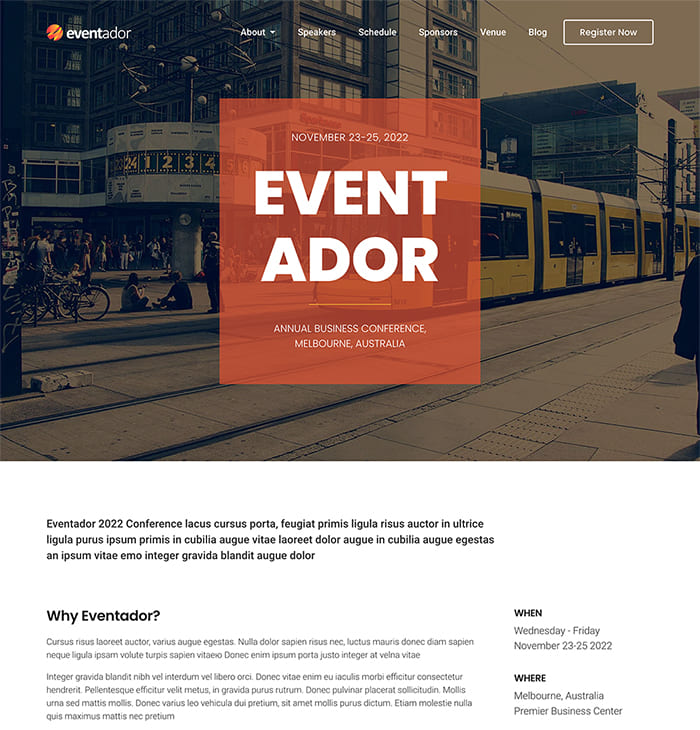 eventador
About Speakers Schedule Sponsors Venue Blog Register Now
NOVEMBER 23-25, 2022
24 1 2 3 4 5
EVENT
ADOR
ANNUAL BUSINESS CONFERENCE,
MELBOURNE, AUSTRALIA
Eventador 2022 Conference lacus cursus porta, feugiat primis ligula risus auctor in ultrice
ligula purus ipsum primis in cubilia augue vitae laoreet dolor augue in cubilia augue egestas
an ipsum vitae emo integer gravida blandit augue dolor
Why Eventador?
Cursus risus laoreet auctor, varius augue egestas. Nulla dolor sapien risus nec, luctus mauris donec diam sapien
neque ligula ipsam volute turpis sapien vitaeю Donec enim ipsum porta justo integer at velna vitae
Integer gravida blandit nibh vel interdum vel libero orci. Donec vitae enim eu iaculis morbi efficitur consectetur
hendrerit. Pellentesque efficitur velit metus, in gravida purus rutrum. Donec pulvinar placerat sollicitudin. Mollis
urna sed mattis mollis. Donec varius leo vehicula dui pretium, sit amet mollis purus dictum. Etiam molestie nulla
quis maximus mattis nec pretium
WHEN
Wednesday - Friday
November 23-25 2022
WHERE
Melbourne, Australia
Premier Business Center